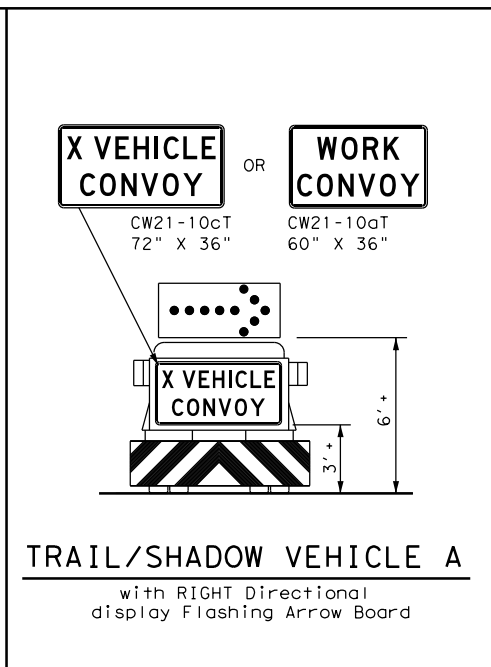 X VEHICLE
CONVOY
OR
WORK
CONVOY
CW21-10cT
72" X 36"
CW21-10aT
60" X 36"
X VEHICLE
CONVOY
6' +
3' +
TRAIL/SHADOW VEHICLE A
with RIGHT Directional
display Flashing Arrow Board